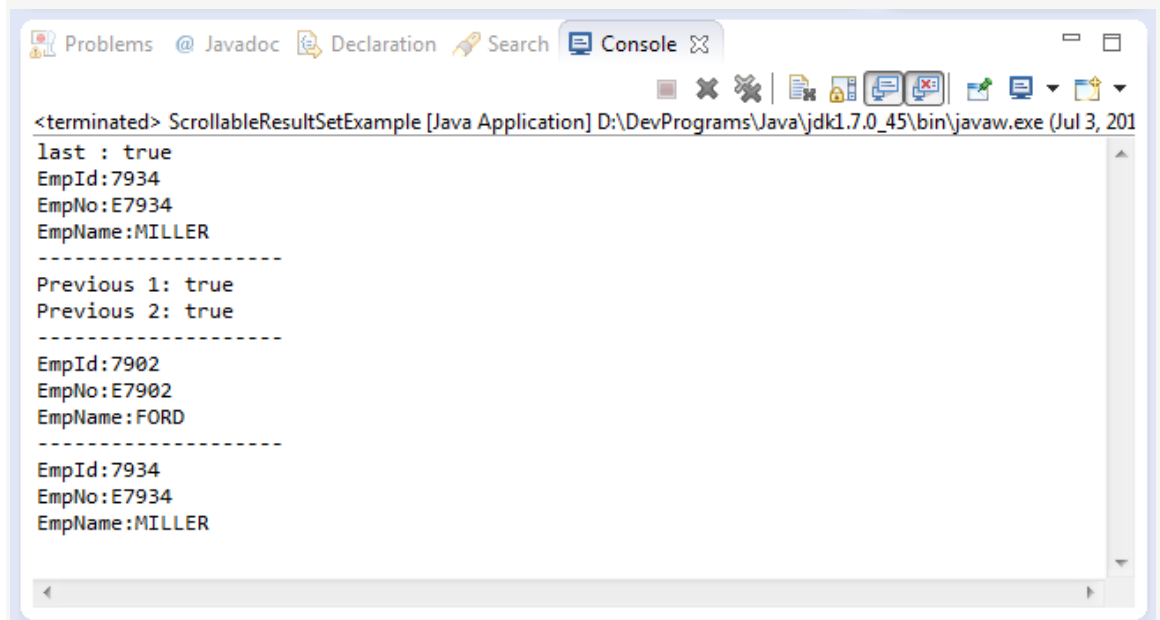 Problems @ Javadoc Declaration Search Console
<terminated> ScrollableResultSetExample [Java Application] D:\DevPrograms\Java\jdk1.7.0_45\bin\javaw.exe (Jul 3, 201
last : true
EmpId:7934
EmpNo:E7934
EmpName:MILLER
---------------------
Previous 1: true
Previous 2: true
---------------------
EmpId:7902
EmpNo:E7902
EmpName:FORD
---------------------
EmpId:7934
EmpNo:E7934
EmpName:MILLER